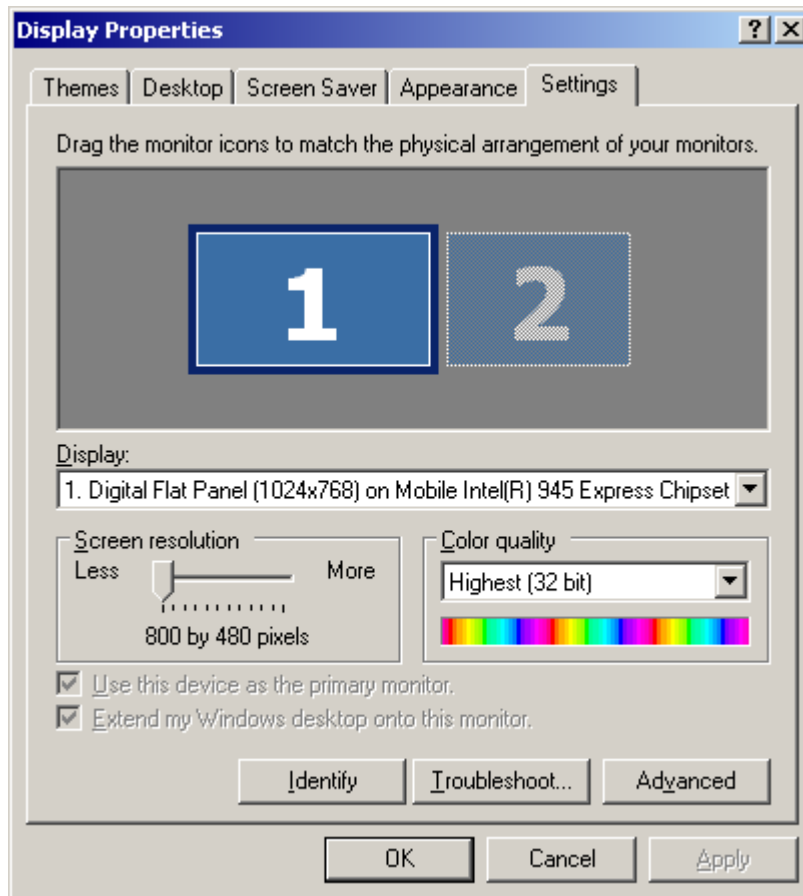 Display Properties
Themes Desktop Screen Saver Appearance Settings
Drag the monitor icons to match the physical arrangement of your monitors.
1 2
Display:
1. Digital Flat Panel (1024x768) on Mobile Intel(R) 945 Express Chipset
Screen resolution
Less More
800 by 480 pixels
Color quality
Highest (32 bit)
Use this device as the primary monitor.
Extend my Windows desktop onto this monitor.
Identify Troubleshoot... Advanced
OK Cancel Apply